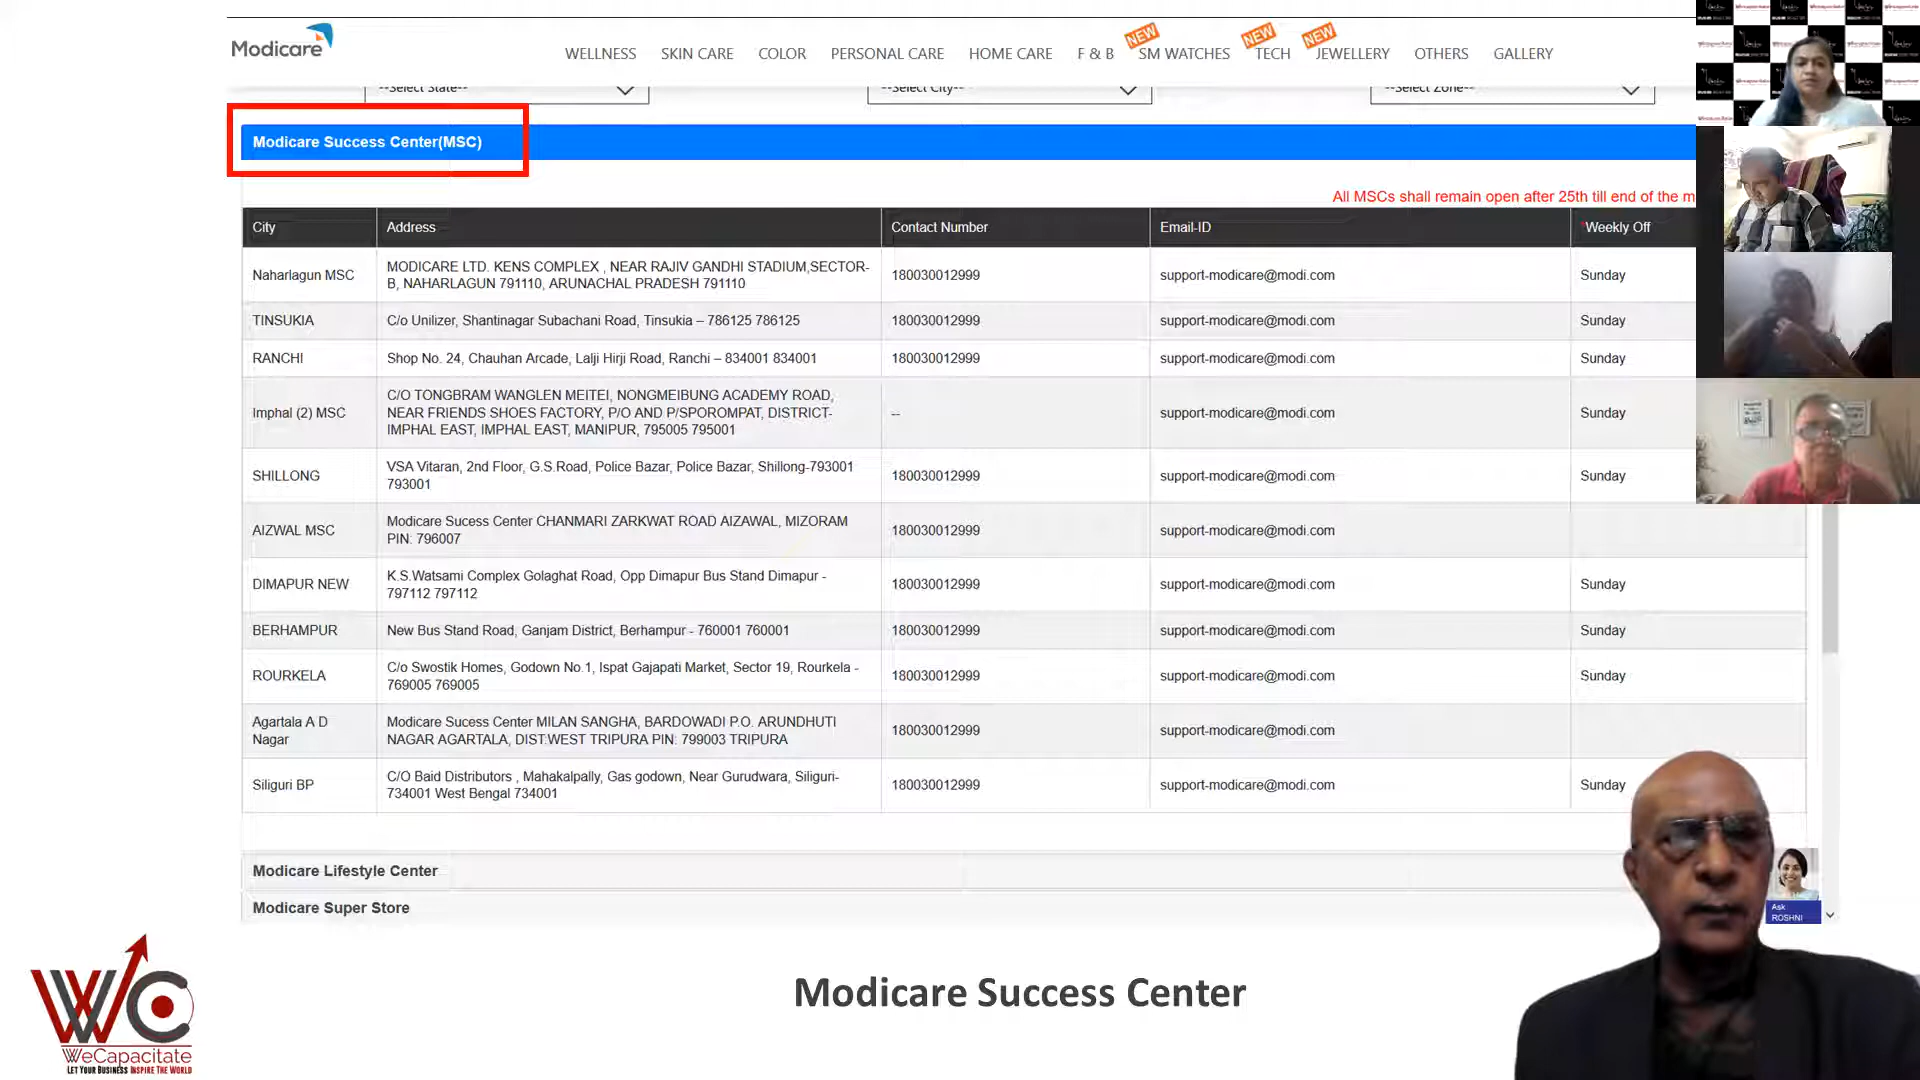 Modicare
WELLNESS SKIN CARE COLOR PERSONAL CARE HOME CARE F & B NEW SM WATCHES NEW TECH NEW JEWELLERY OTHERS GALLERY
--Select State-- --Select City-- --Select Zone--
Modicare Success Center(MSC)
All MSCs shall remain open after 25th till end of the m
City Address Contact Number Email-ID *Weekly Off
Naharlagun MSC MODICARE LTD. KENS COMPLEX , NEAR RAJIV GANDHI STADIUM,SECTOR-
B, NAHARLAGUN 791110, ARUNACHAL PRADESH 791110 180030012999 support-modicare@modi.com Sunday
TINSUKIA C/o Unilizer, Shantinagar Subachani Road, Tinsukia – 786125 786125 180030012999 support-modicare@modi.com Sunday
RANCHI Shop No. 24, Chauhan Arcade, Lalji Hirji Road, Ranchi – 834001 834001 180030012999 support-modicare@modi.com Sunday
Imphal (2) MSC C/O TONGBRAM WANGLEN MEITEI, NONGMEIBUNG ACADEMY ROAD,
NEAR FRIENDS SHOES FACTORY, P/O AND P/SPOROMPAT, DISTRICT-
IMPHAL EAST, IMPHAL EAST, MANIPUR, 795005 795001 -- support-modicare@modi.com Sunday
SHILLONG VSA Vitaran, 2nd Floor, G.S.Road, Police Bazar, Police Bazar, Shillong-793001
793001 180030012999 support-modicare@modi.com Sunday
AIZWAL MSC Modicare Sucess Center CHANMARI ZARKWAT ROAD AIZAWAL, MIZORAM
PIN: 796007 180030012999 support-modicare@modi.com
DIMAPUR NEW K.S.Watsami Complex Golaghat Road, Opp Dimapur Bus Stand Dimapur -
797112 797112 180030012999 support-modicare@modi.com Sunday
BERHAMPUR New Bus Stand Road, Ganjam District, Berhampur - 760001 760001 180030012999 support-modicare@modi.com Sunday
ROURKELA C/o Swostik Homes, Godown No.1, Ispat Gajapati Market, Sector 19, Rourkela -
769005 769005 180030012999 support-modicare@modi.com Sunday
Agartala A D
Nagar Modicare Sucess Center MILAN SANGHA, BARDOWADI P.O. ARUNDHUTI
NAGAR AGARTALA, DIST:WEST TRIPURA PIN: 799003 TRIPURA 180030012999 support-modicare@modi.com
Siliguri BP C/O Baid Distributors , Mahakalpally, Gas godown, Near Gurudwara, Siliguri-
734001 West Bengal 734001 180030012999 support-modicare@modi.com Sunday
Modicare Lifestyle Center
Modicare Super Store
Ask
ROSHNI
Modicare Success Center
WC
WeCapacitate
LET YOUR BUSINESS INSPIRE THE WORLD